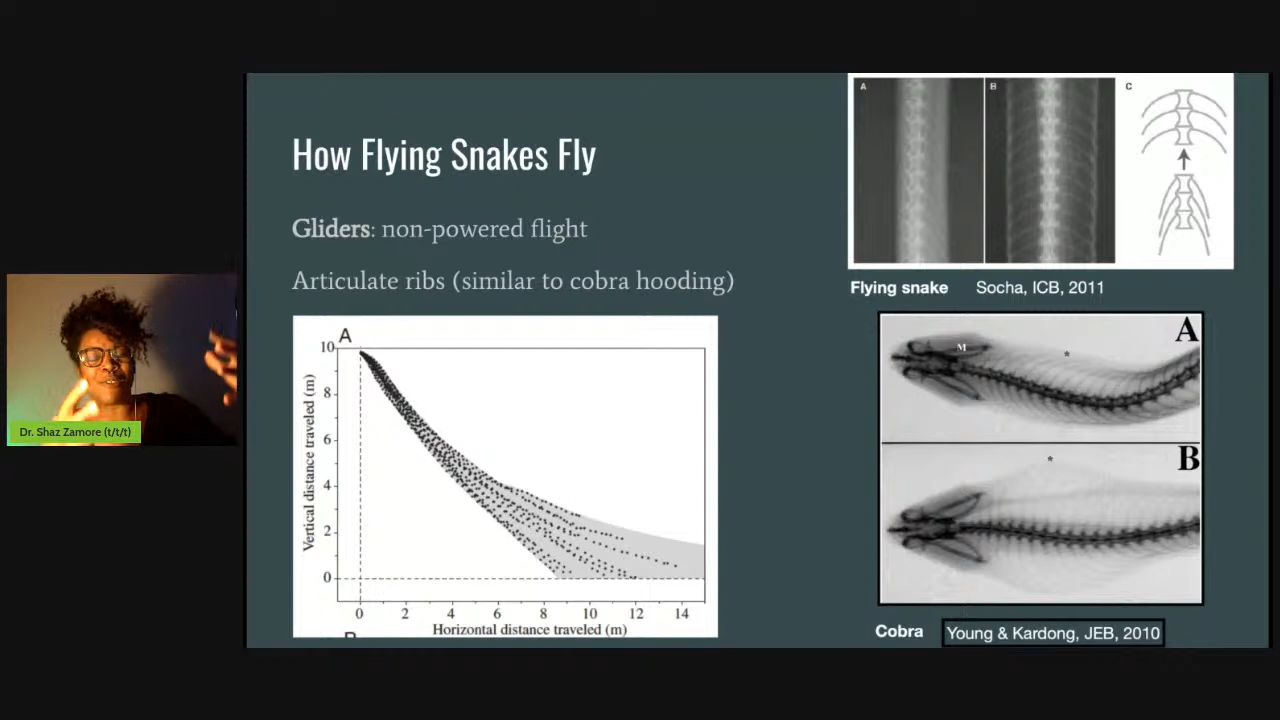 How Flying Snakes Fly
Gliders: non-powered flight
Articulate ribs (similar to cobra hooding)
A
10
8
6
4
2
0
Vertical distance traveled (m)
0 2 4 6 8 10 12 14
Horizontal distance traveled (m)
A B C
Flying snake Socha, ICB, 2011
A
M
*
B
*
Cobra Young & Kardong, JEB, 2010
Dr. Shaz Zamore (t/t/t)